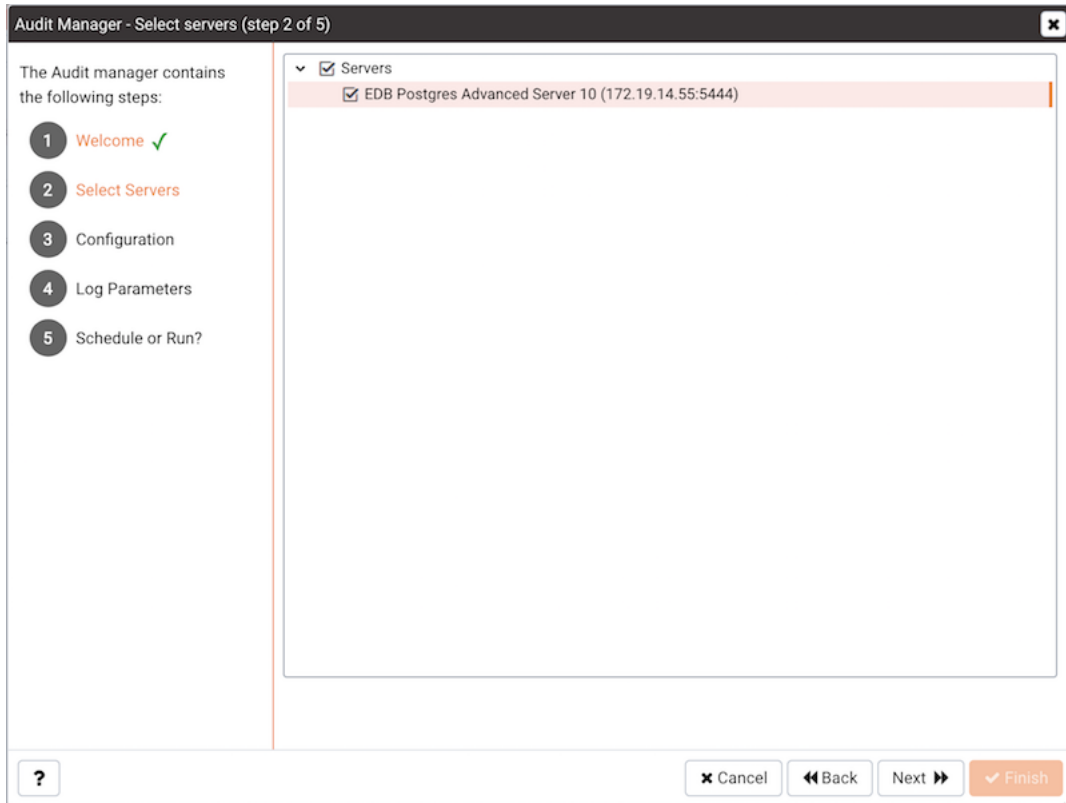 Audit Manager - Select servers (step 2 of 5)
The Audit manager contains
the following steps:
1 Welcome
2 Select Servers
3 Configuration
4 Log Parameters
5 Schedule or Run?
Servers
EDB Postgres Advanced Server 10 (172.19.14.55:5444)
? Cancel Back Next Finish